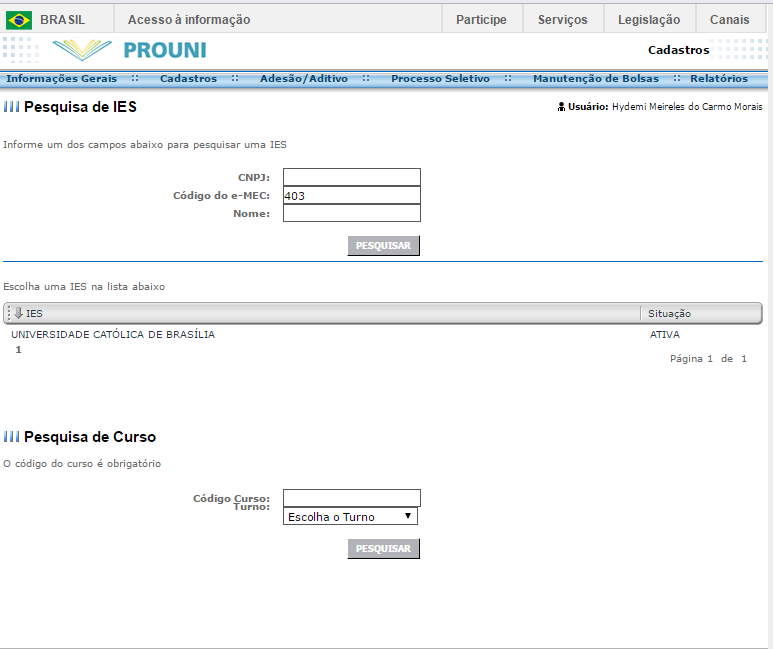 BRASIL Acesso à informação Participe Serviços Legislação Canais
PROUNI
Cadastros
Informações Gerais :: Cadastros :: Adesão/Aditivo :: Processo Seletivo :: Manutenção de Bolsas :: Relatórios
Pesquisa de IES
Usuário: Hydemi Meireles do Carmo Morais
Informe um dos campos abaixo para pesquisar uma IES
CNPJ:
Código do e-MEC: 403
Nome:
PESQUISAR
Escolha uma IES na lista abaixo
IES Situação
UNIVERSIDADE CATÓLICA DE BRASÍLIA ATIVA
1
Página 1 de 1
Pesquisa de Curso
O código do curso é obrigatório
Código Curso:
Turno: Escolha o Turno
PESQUISAR